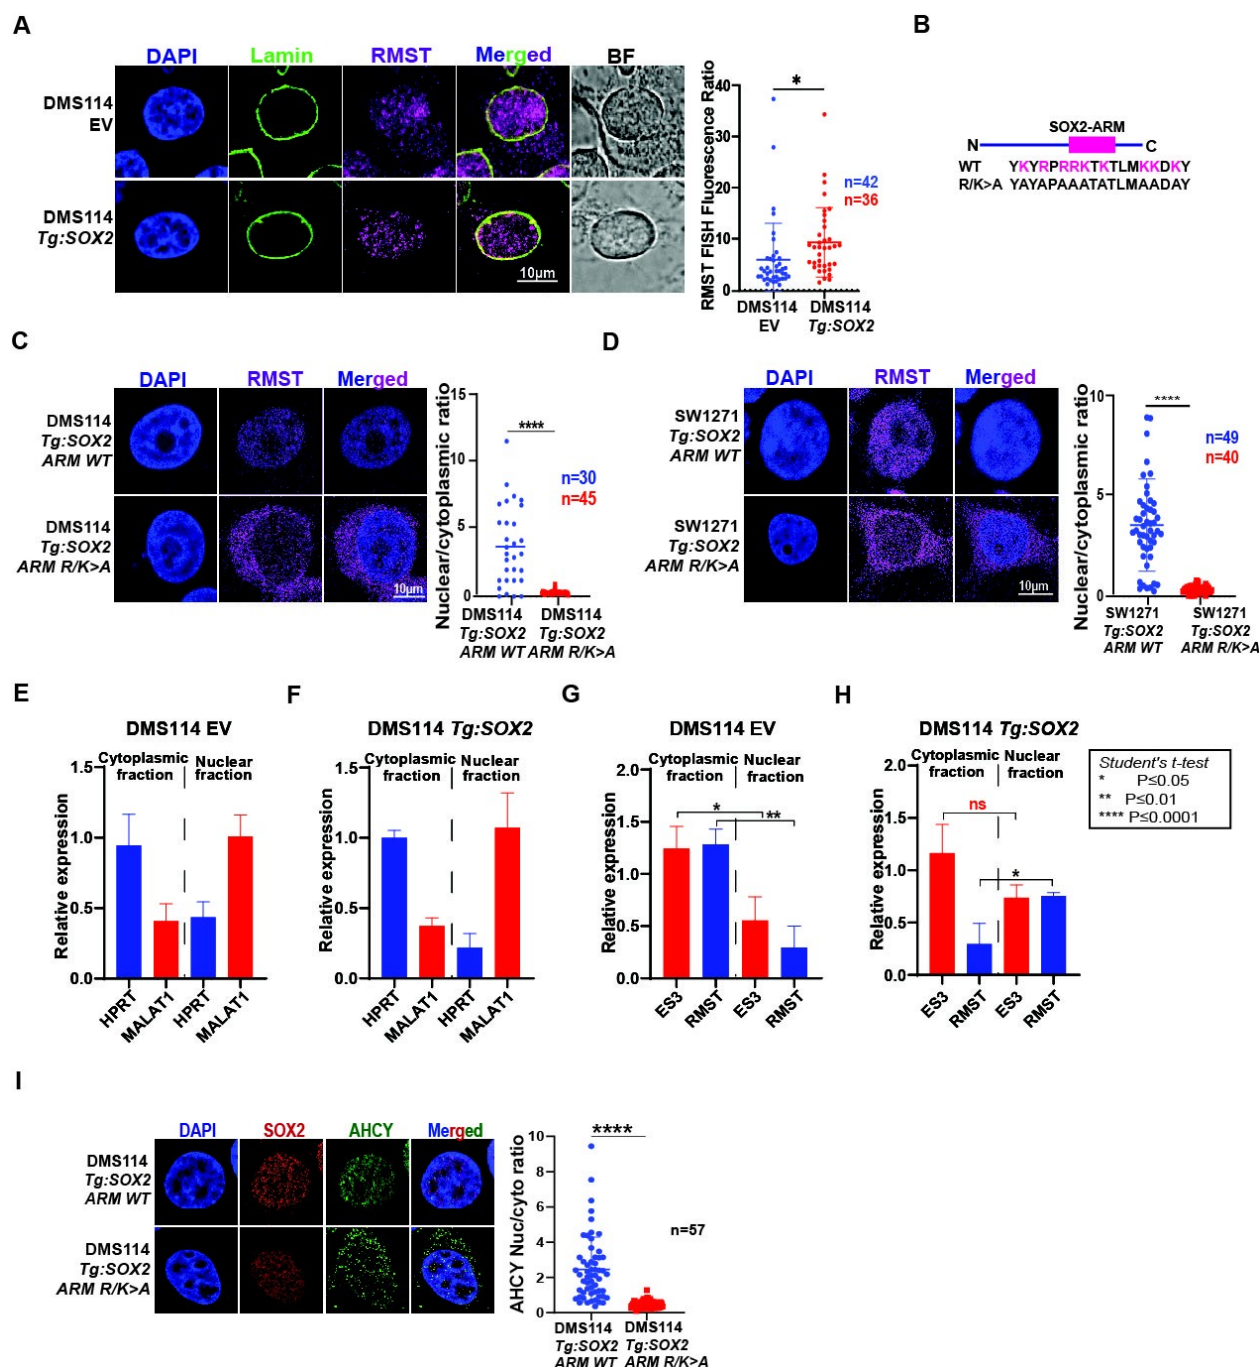 A
DAPI Lamin RMST Merged BF
DMS114
EV
DMS114
Tg:SOX2
10µm
RMST FISH Fluorescence Ratio
40
30
20
10
0
*
n=42
n=36
DMS114
EV
DMS114
Tg:SOX2
B
SOX2-ARM
N C
WT YKYRPRRKTKTLMKKDKY
R/K>A YAYAPAAATATLMAADAY
C
DAPI RMST Merged
DMS114
Tg:SOX2
ARM WT
DMS114
Tg:SOX2
ARM R/K>A
10µm
Nuclear/cytoplasmic ratio
15
10
5
0
****
n=30
n=45
DMS114
Tg:SOX2
ARM WT
DMS114
Tg:SOX2
ARM R/K>A
D
DAPI RMST Merged
SW1271
Tg:SOX2
ARM WT
SW1271
Tg:SOX2
ARM R/K>A
10µm
Nuclear/cytoplasmic ratio
10
5
0
****
n=49
n=40
SW1271
Tg:SOX2
ARM WT
SW1271
Tg:SOX2
ARM R/K>A
E
DMS114 EV
Cytoplasmic
fraction
Nuclear
fraction
Relative expression
1.5
1.0
0.5
0.0
HPRT
MALAT1
HPRT
MALAT1
F
DMS114 Tg:SOX2
Cytoplasmic
fraction
Nuclear
fraction
Relative expression
1.5
1.0
0.5
0.0
HPRT
MALAT1
HPRT
MALAT1
G
DMS114 EV
Cytoplasmic
fraction
Nuclear
fraction
Relative expression
2.0
1.5
1.0
0.5
0.0
*
**
ES3
RMST
ES3
RMST
H
DMS114 Tg:SOX2
Cytoplasmic
fraction
Nuclear
fraction
Relative expression
2.0
1.5
1.0
0.5
0.0
ns
*
ES3
RMST
ES3
RMST
Student's t-test
* P≤0.05
** P≤0.01
**** P≤0.0001
I
DAPI SOX2 AHCY Merged
DMS114
Tg:SOX2
ARM WT
DMS114
Tg:SOX2
ARM R/K>A
AHCY Nuc/cyto ratio
10
8
6
4
2
0
****
n=57
DMS114
Tg:SOX2
ARM WT
DMS114
Tg:SOX2
ARM R/K>A